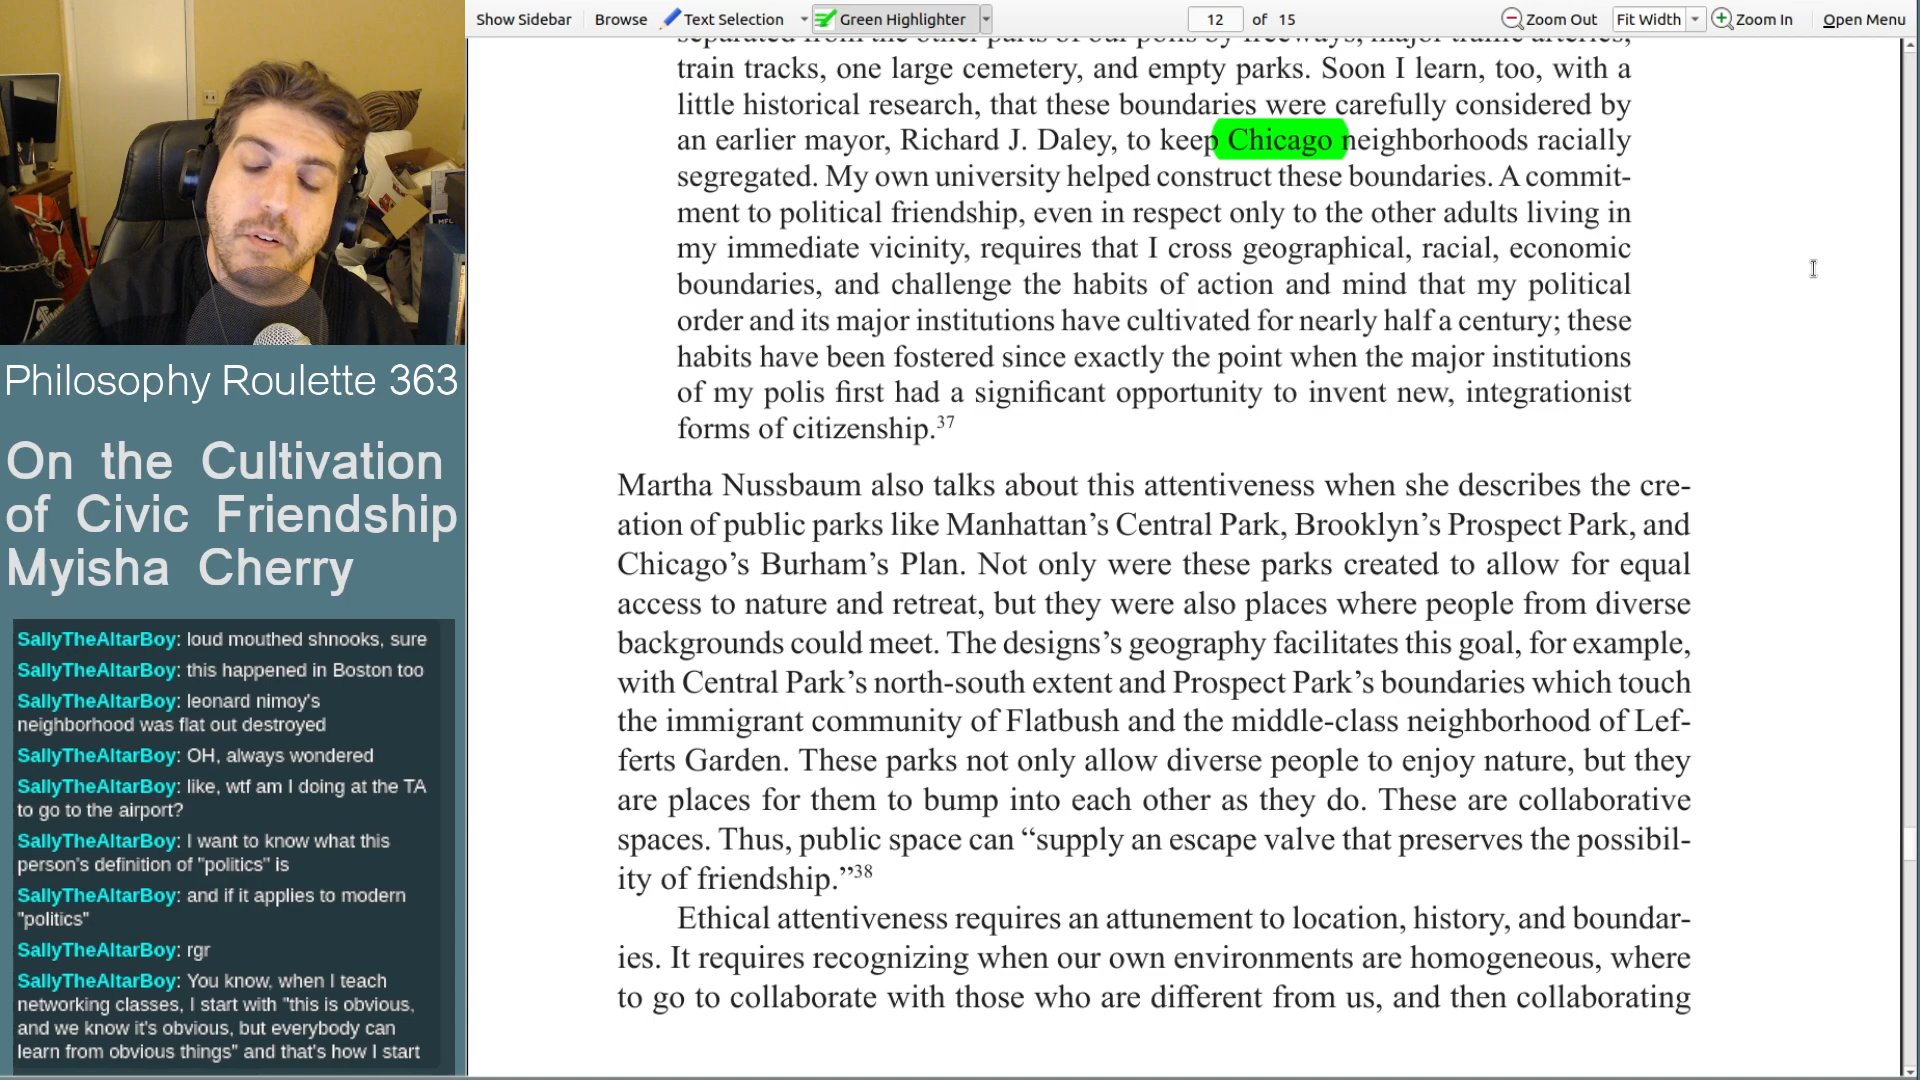 Show Sidebar Browse Text Selection Green Highlighter 12 of 15 Zoom Out Fit Width Zoom In Open Menu
separated from the other parts of our polis by freeways, major traffic arteries,
train tracks, one large cemetery, and empty parks. Soon I learn, too, with a
little historical research, that these boundaries were carefully considered by
an earlier mayor, Richard J. Daley, to keep Chicago neighborhoods racially
segregated. My own university helped construct these boundaries. A commit-
ment to political friendship, even in respect only to the other adults living in
my immediate vicinity, requires that I cross geographical, racial, economic
boundaries, and challenge the habits of action and mind that my political
order and its major institutions have cultivated for nearly half a century; these
habits have been fostered since exactly the point when the major institutions
of my polis first had a significant opportunity to invent new, integrationist
forms of citizenship.37
Martha Nussbaum also talks about this attentiveness when she describes the cre-
ation of public parks like Manhattan’s Central Park, Brooklyn’s Prospect Park, and
Chicago’s Burham’s Plan. Not only were these parks created to allow for equal
access to nature and retreat, but they were also places where people from diverse
backgrounds could meet. The designs’s geography facilitates this goal, for example,
with Central Park’s north-south extent and Prospect Park’s boundaries which touch
the immigrant community of Flatbush and the middle-class neighborhood of Lef-
ferts Garden. These parks not only allow diverse people to enjoy nature, but they
are places for them to bump into each other as they do. These are collaborative
spaces. Thus, public space can “supply an escape valve that preserves the possibil-
ity of friendship.”38
Ethical attentiveness requires an attunement to location, history, and boundar-
ies. It requires recognizing when our own environments are homogeneous, where
to go to collaborate with those who are different from us, and then collaborating
Philosophy Roulette 363
On the Cultivation
of Civic Friendship
Myisha Cherry
SallyTheAltarBoy: loud mouthed shnooks, sure
SallyTheAltarBoy: this happened in Boston too
SallyTheAltarBoy: leonard nimoy's
neighborhood was flat out destroyed
SallyTheAltarBoy: OH, always wondered
SallyTheAltarBoy: like, wtf am I doing at the TA
to go to the airport?
SallyTheAltarBoy: I want to know what this
person's definition of "politics" is
SallyTheAltarBoy: and if it applies to modern
"politics"
SallyTheAltarBoy: rgr
SallyTheAltarBoy: You know, when I teach
networking classes, I start with "this is obvious,
and we know it's obvious, but everybody can
learn from obvious things" and that's how I start